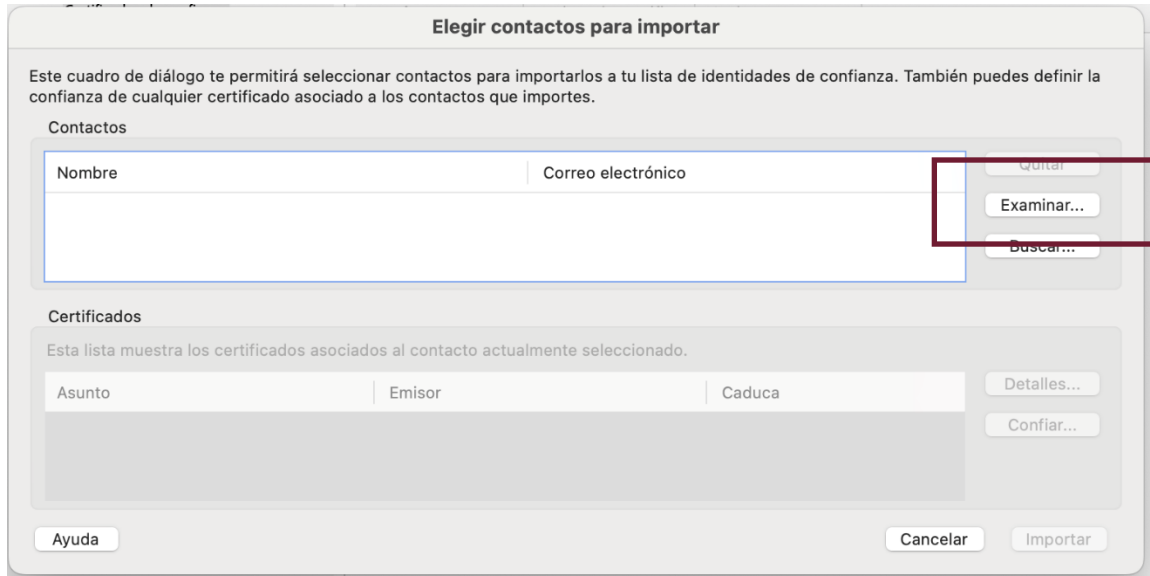 Elegir contactos para importar
Este cuadro de diálogo te permitirá seleccionar contactos para importarlos a tu lista de identidades de confianza. También puedes definir la
confianza de cualquier certificado asociado a los contactos que importes.
Contactos
Nombre
Correo electrónico
Quitar
Examinar...
Buscar...
Certificados
Esta lista muestra los certificados asociados al contacto actualmente seleccionado.
Asunto
Emisor
Caduca
Detalles...
Confiar...
Ayuda
Cancelar
Importar